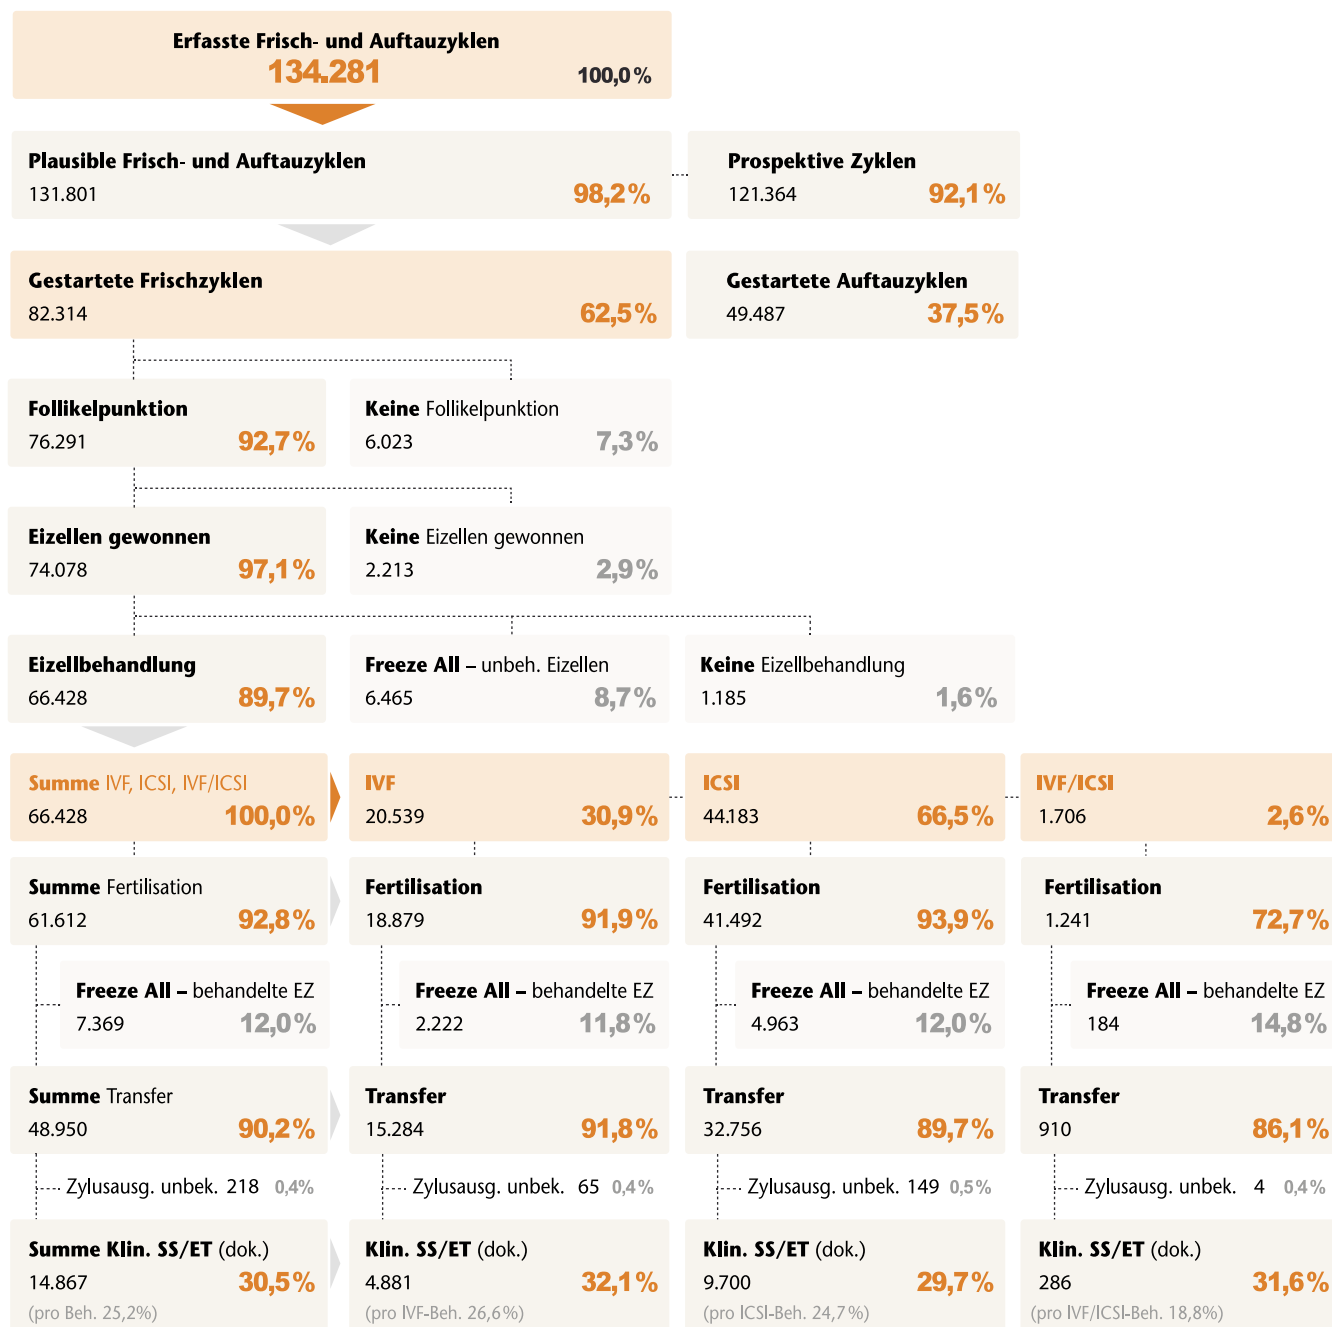 Erfasste Frisch- und Auftauzyklen
134.281 100,0 %
Plausible Frisch- und Auftauzyklen
131.801 98,2 %
Prospektive Zyklen
121.364 92,1 %
Gestartete Frischzyklen
82.314 62,5 %
Gestartete Auftauzyklen
49.487 37,5 %
Follikelpunktion
76.291 92,7 %
Keine Follikelpunktion
6.023 7,3 %
Eizellen gewonnen
74.078 97,1 %
Keine Eizellen gewonnen
2.213 2,9 %
Eizellbehandlung
66.428 89,7 %
Freeze All – unbeh. Eizellen
6.465 8,7 %
Keine Eizellbehandlung
1.185 1,6 %
Summe IVF, ICSI, IVF/ICSI
66.428 100,0 %
IVF
20.539 30,9 %
ICSI
44.183 66,5 %
IVF/ICSI
1.706 2,6 %
Summe Fertilisation
61.612 92,8 %
Fertilisation
18.879 91,9 %
Fertilisation
41.492 93,9 %
Fertilisation
1.241 72,7 %
Freeze All – behandelte EZ
7.369 12,0 %
Freeze All – behandelte EZ
2.222 11,8 %
Freeze All – behandelte EZ
4.963 12,0 %
Freeze All – behandelte EZ
184 14,8 %
Summe Transfer
48.950 90,2 %
Transfer
15.284 91,8 %
Transfer
32.756 89,7 %
Transfer
910 86,1 %
Zylusausg. unbek. 218 0,4%
Zylusausg. unbek. 65 0,4 %
Zylusausg. unbek. 149 0,5 %
Zylusausg. unbek. 4 0,4 %
Summe Klin. SS/ET (dok.)
14.867 30,5 %
(pro Beh. 25,2%)
Klin. SS/ET (dok.)
4.881 32,1 %
(pro IVF-Beh. 26,6%)
Klin. SS/ET (dok.)
9.700 29,7 %
(pro ICSI-Beh. 24,7%)
Klin. SS/ET (dok.)
286 31,6 %
(pro IVF/ICSI-Beh. 18,8%)